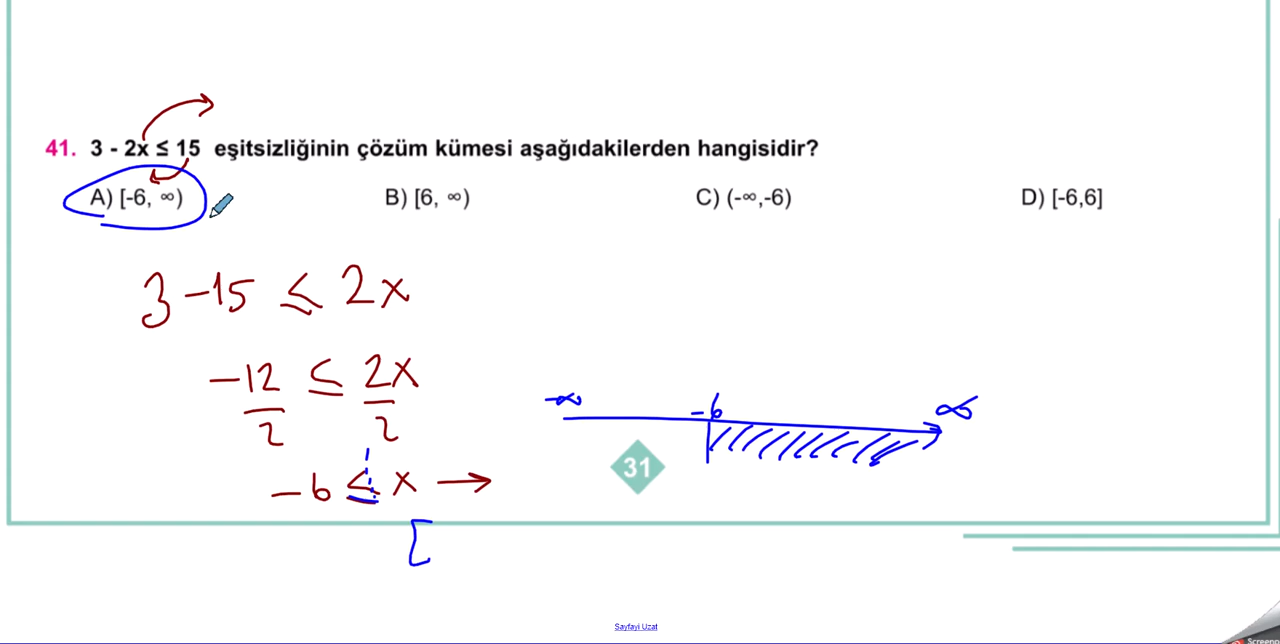 41. 3 - 2x ≤ 15 eşitsizliğinin çözüm kümesi aşağıdakilerden hangisidir?
A) [-6, ∞) B) [6, ∞) C) (-∞,-6) D) [-6,6]
3 - 15 ≤ 2x
-12/2 ≤ 2x/2
-∞ -6 ∞
31
-6 ≤ x →
[
Sayfayi Uzat